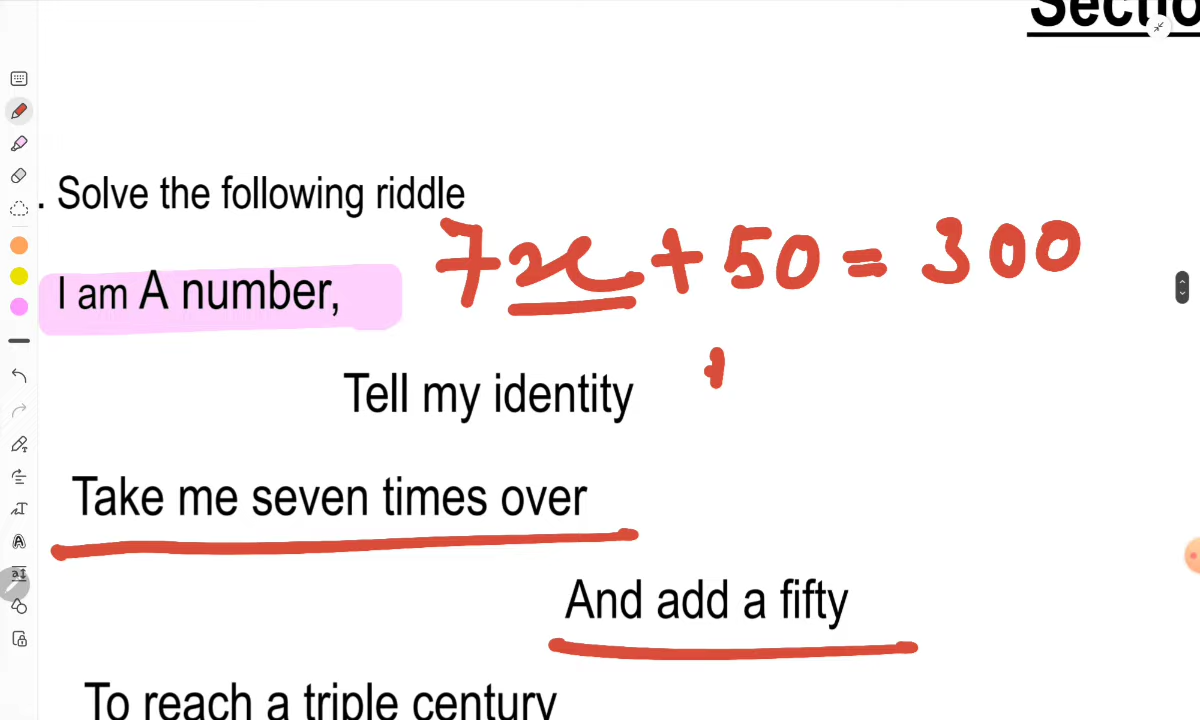 Sectio
. Solve the following riddle
7x + 50 = 300
I am A number,
Tell my identity
Take me seven times over
And add a fifty
To reach a triple century